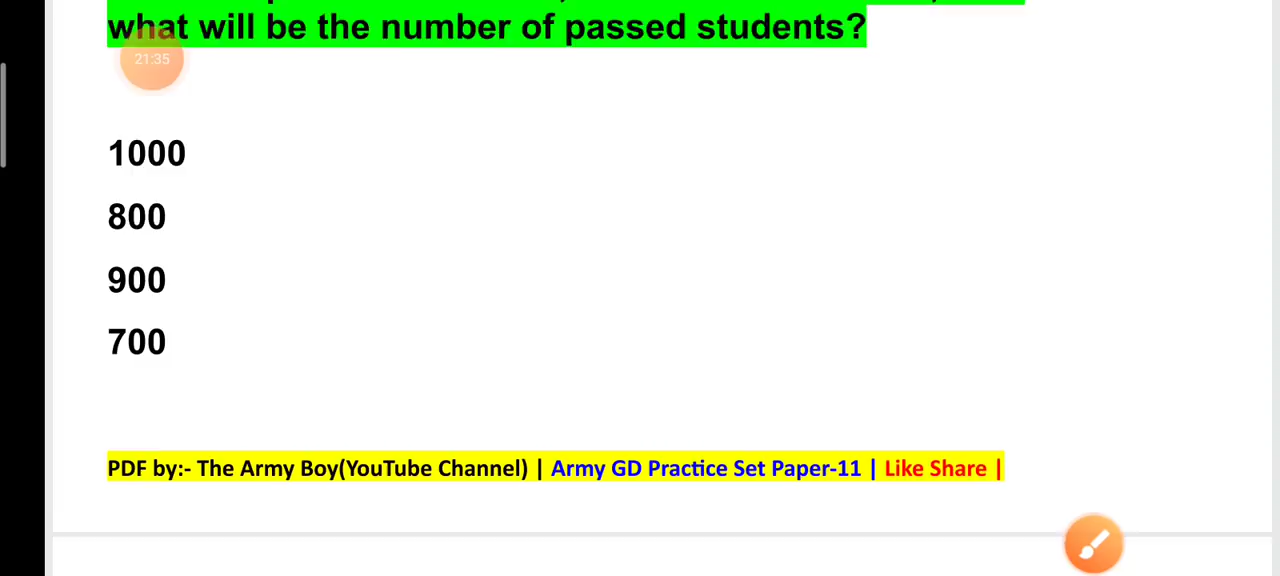 what will be the number of passed students?
21:35
1000
800
900
700
PDF by:- The Army Boy(YouTube Channel) | Army GD Practice Set Paper-11 | Like Share |